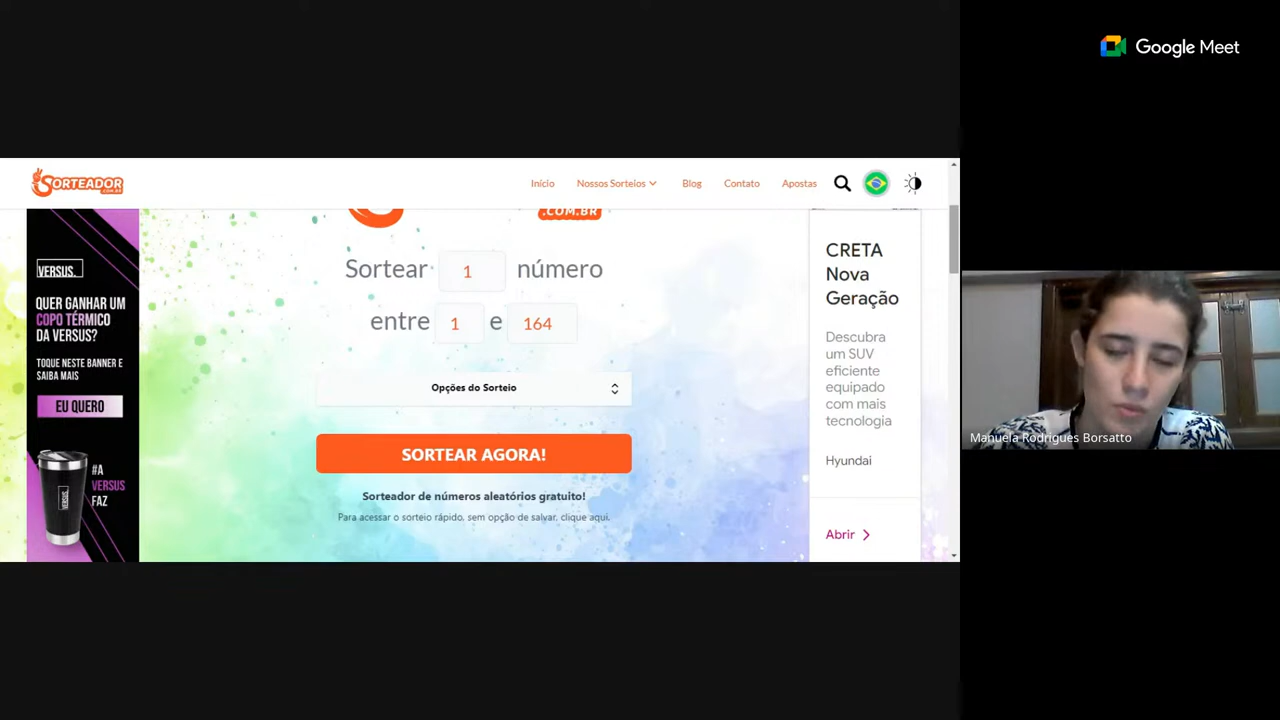 Google Meet
SORTEADOR
.COM.BR
Início
Nossos Sorteios
Blog
Contato
Apostas
.COM.BR
VERSUS.
QUER GANHAR UM
COPO TÉRMICO
DA VERSUS?
TOQUE NESTE BANNER E
SAIBA MAIS
EU QUERO
VERSUS.
#A
VERSUS
FAZ
Sortear 1 número
entre 1 e 164
Opções do Sorteio
SORTEAR AGORA!
Sorteador de números aleatórios gratuito!
Para acessar o sorteio rápido, sem opção de salvar, clique aqui.
CRETA
Nova
Geração
Descubra
um SUV
eficiente
equipado
com mais
tecnologia
Hyundai
Abrir
Manuela Rodrigues Borsatto